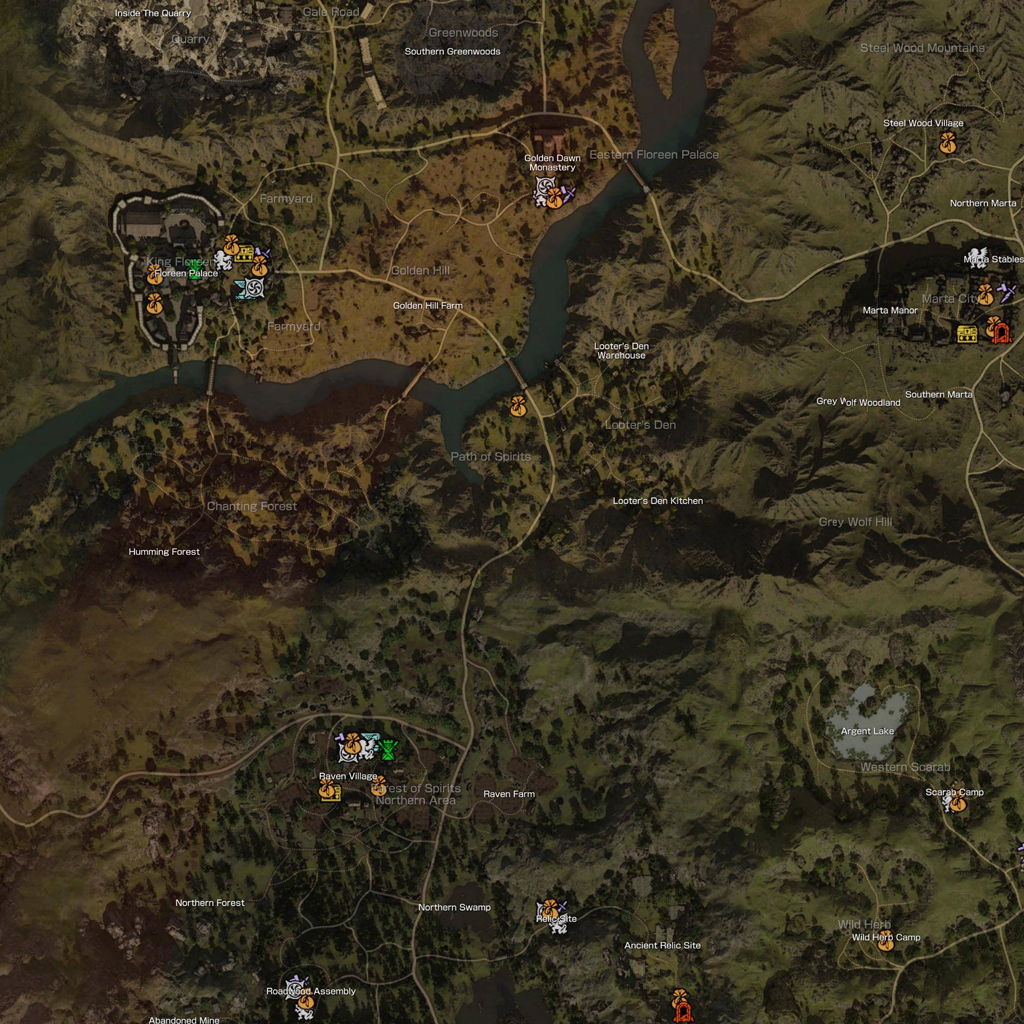 Inside The Quarry
Gale Road
Quarry
Greenwoods
Southern Greenwoods
Steel Wood Mountains
Steel Wood Village
Golden Dawn
Monastery
Eastern Floreen Palace
Farmyard
Northern Marta
King Floreen
Floreen Palace
Marta Stables
Golden Hill
Golden Hill Farm
Marta City
Marta Manor
Farmyard
Looter's Den
Warehouse
Grey Wolf Woodland
Southern Marta
Looter's Den
Path of Spirits
Looter's Den Kitchen
Chanting Forest
Grey Wolf Hill
Humming Forest
Argent Lake
Western Scarab
Raven Village
Forest of Spirits
Northern Area
Raven Farm
Scarab Camp
Northern Forest
Northern Swamp
Relic Site
Wild Herb
Wild Herb Camp
Ancient Relic Site
Roadwood Assembly
Abandoned Mine